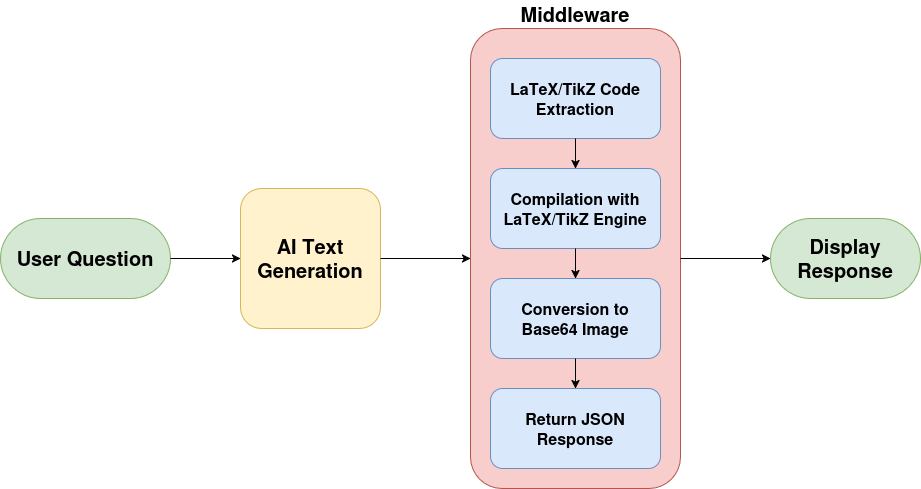 Middleware
LaTeX/TikZ Code
Extraction
Compilation with
LaTeX/TikZ Engine
User Question
AI Text
Generation
Display
Response
Conversion to
Base64 Image
Return JSON
Response